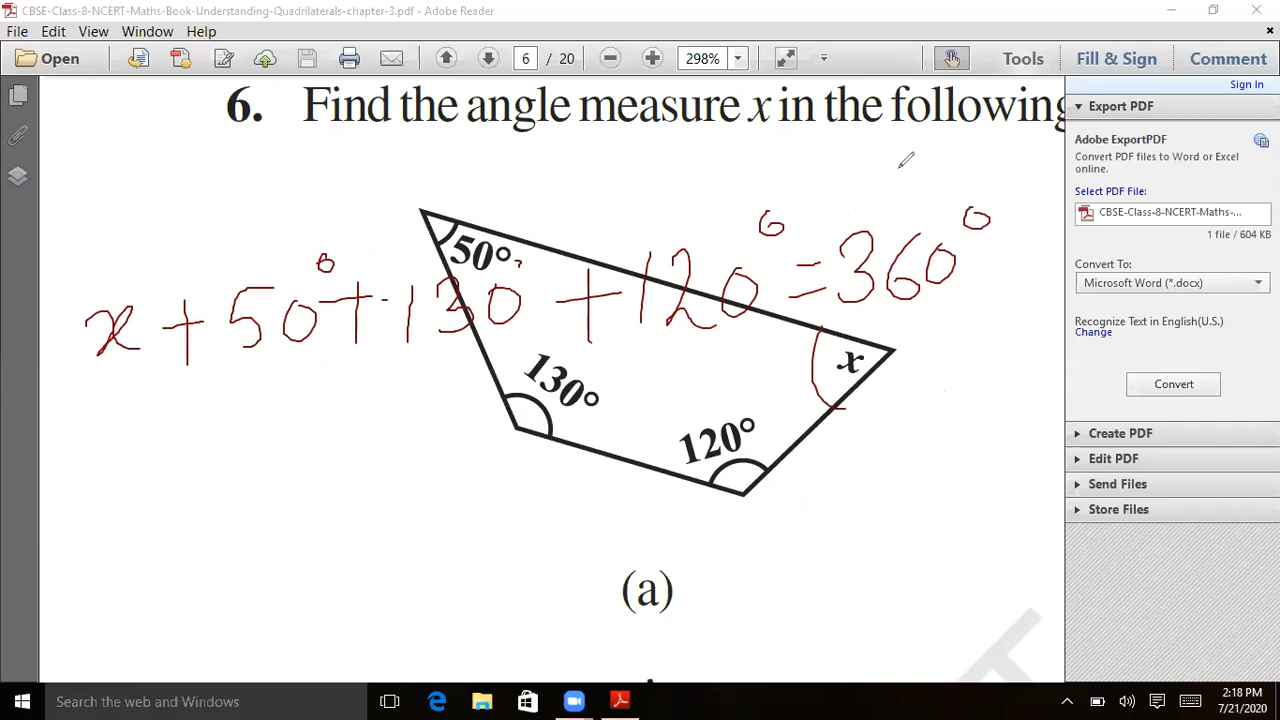 CBSE-Class-8-NCERT-Maths-Book-Understanding-Quadrilaterals-chapter-3.pdf - Adobe Reader
File Edit View Window Help
Open 6 / 20 298% Tools Fill & Sign Comment
Sign In
6. Find the angle measure x in the following
Export PDF
Adobe ExportPDF
Convert PDF files to Word or Excel
online.
Select PDF File:
CBSE-Class-8-NCERT-Maths-...
1 file / 604 KB
Convert To:
Microsoft Word (*.docx)
Recognize Text in English(U.S.)
Change
Convert
Create PDF
Edit PDF
Send Files
Store Files
50°
x + 50° + 130° + 120° = 360°
x
130°
120°
(a)
Search the web and Windows
2:18 PM
7/21/2020